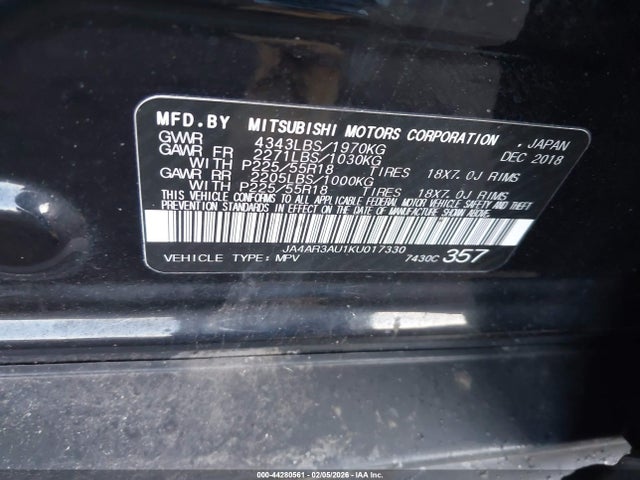 MFD.BY MITSUBISHI MOTORS CORPORATION, JAPAN
GVWR 4343LBS/1970KG DEC 2018
GAWR FR 2271LBS/1030KG
WITH P225/55R18 TIRES 18X7.0J RIMS
GAWR RR 2205LBS/1000KG
WITH P225/55R18 TIRES 18X7.0J RIMS
THIS VEHICLE CONFORMS TO ALL APPLICABLE FEDERAL MOTOR VEHICLE SAFETY AND THEFT
PREVENTION STANDARDS IN EFFECT ON THE DATE OF MANUFACTURE SHOWN ABOVE.
JA4AR3AU1KU017330
VEHICLE TYPE: MPV 7430C 357
000-44280561 - 02/05/2026 - IAA Inc.